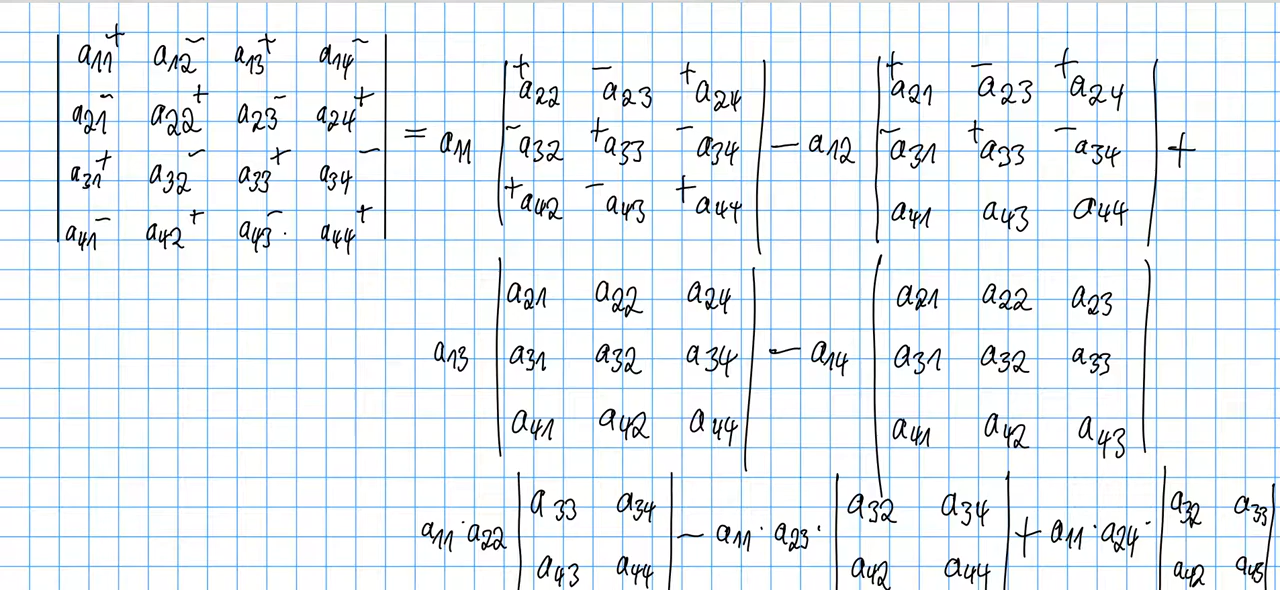 | a11+ a12− a13+ a14− | | +a22 −a23 +a24 | | +a21 −a23 +a24 |
| a21− a22+ a23− a24+ | = a11 | −a32 +a33 −a34 | − a12 | −a31 +a33 −a34 | +
| a31+ a32− a33+ a34− | | +a42 −a43 +a44 | | a41 a43 a44 |
| a41− a42+ a43−. a44+ |
| a21 a22 a24 | | a21 a22 a23 |
a13 | a31 a32 a34 | − a14 | a31 a32 a33 |
| a41 a42 a44 | | a41 a42 a43 |
| a33 a34 | | a32 a34 | | a32 a33 |
a11·a22 | a43 a44 | − a11·a23· | a42 a44 | + a11·a24· | a42 a43 |